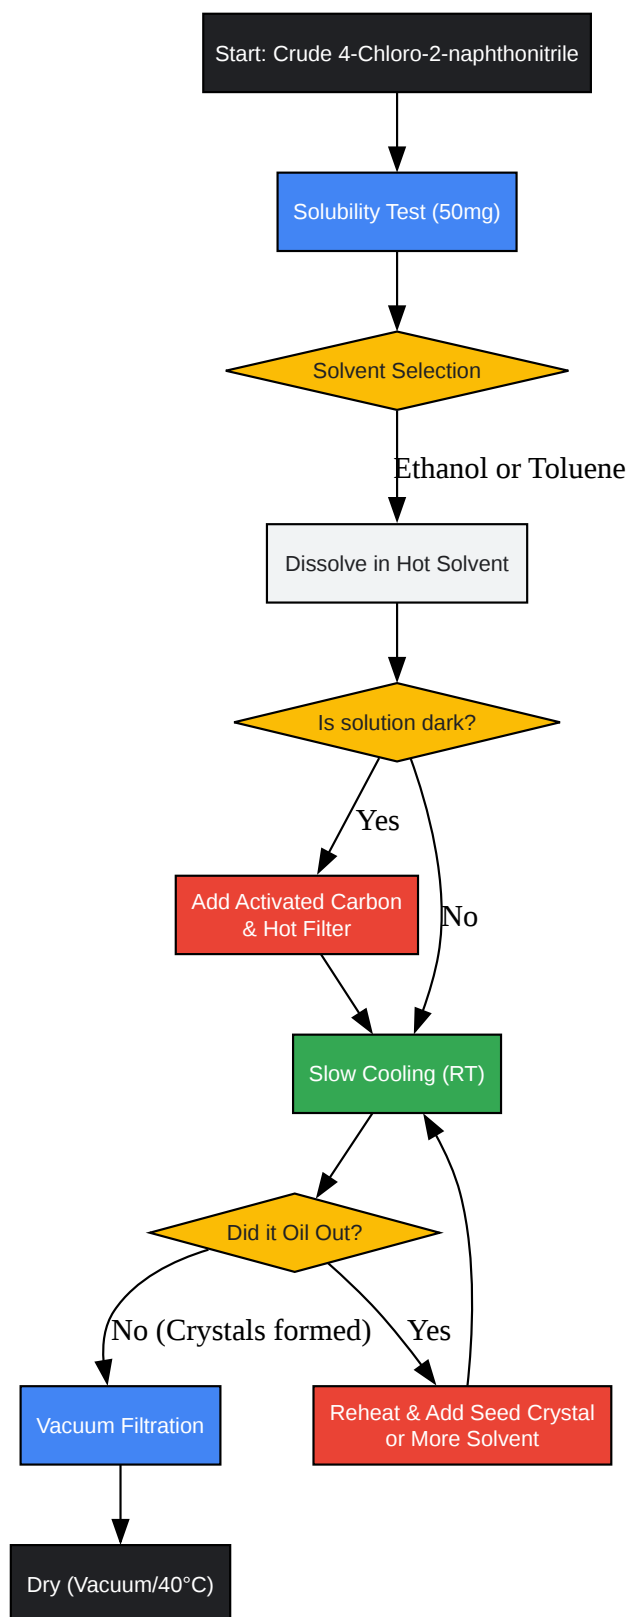 Start: Crude 4-Chloro-2-naphthonitrile
Solubility Test (50mg)
Solvent Selection
Ethanol or Toluene
Dissolve in Hot Solvent
Is solution dark?
Yes
Add Activated Carbon
& Hot Filter
No
Slow Cooling (RT)
Did it Oil Out?
No (Crystals formed)
Yes
Vacuum Filtration
Reheat & Add Seed Crystal
or More Solvent
Dry (Vacuum/40°C)